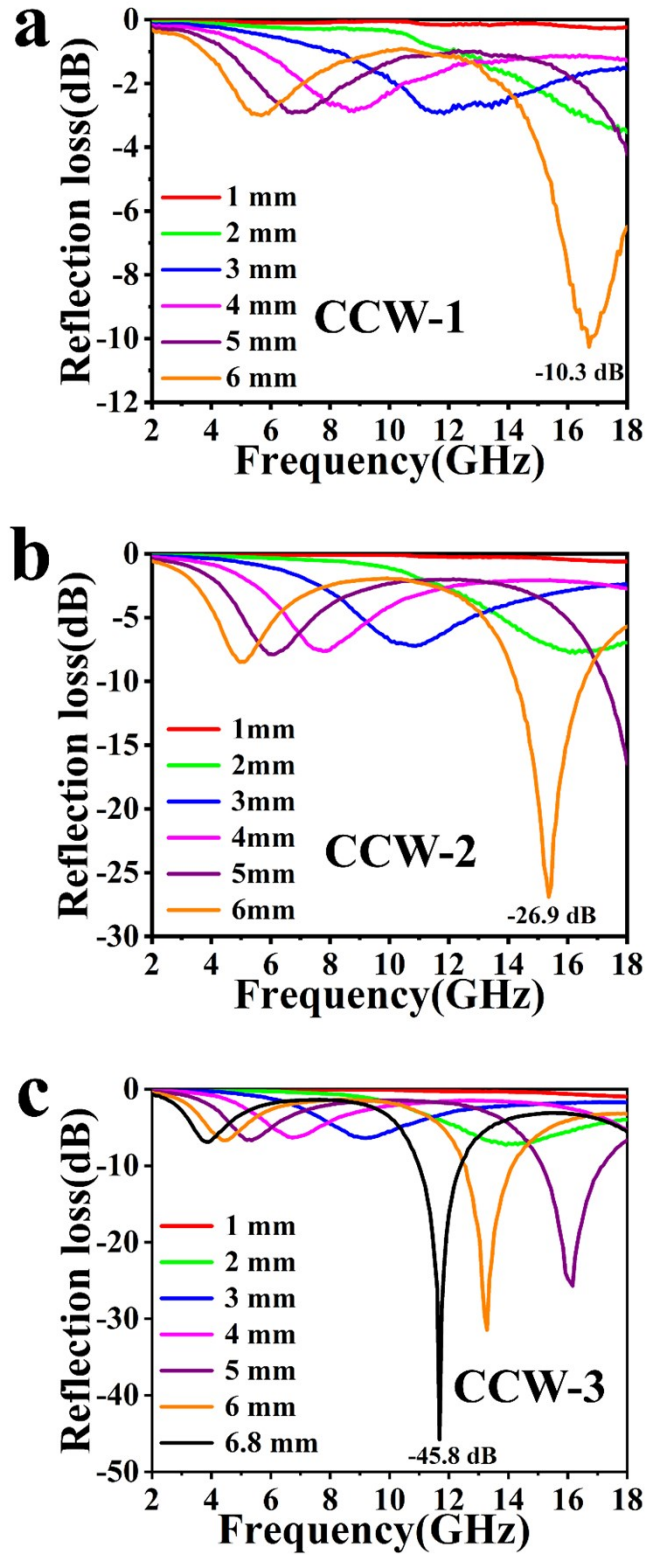 a
0
-2
-4
-6
-8
-10
-12
Reflection loss(dB)
1 mm
2 mm
3 mm
4 mm
5 mm
6 mm
CCW-1
-10.3 dB
2 4 6 8 10 12 14 16 18
Frequency(GHz)
b
0
-5
-10
-15
-20
-25
-30
Reflection loss(dB)
1mm
2mm
3mm
4mm
5mm
6mm
CCW-2
-26.9 dB
2 4 6 8 10 12 14 16 18
Frequency(GHz)
c
0
-10
-20
-30
-40
-50
Reflection loss(dB)
1 mm
2 mm
3 mm
4 mm
5 mm
6 mm
6.8 mm
CCW-3
-45.8 dB
2 4 6 8 10 12 14 16 18
Frequency(GHz)